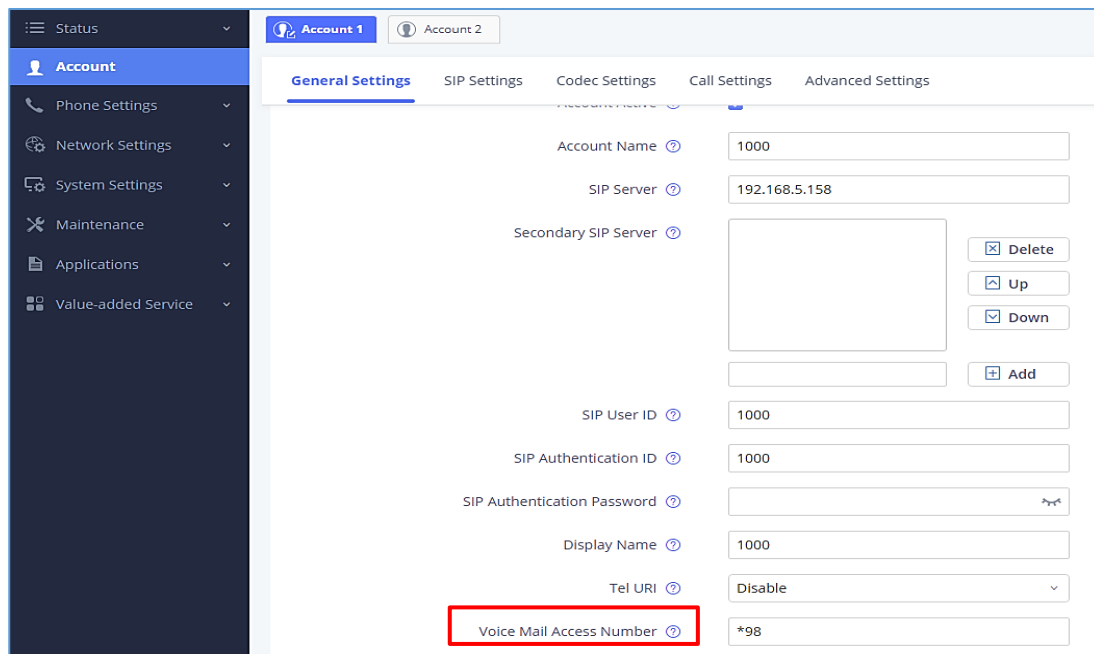 Status
Account
Phone Settings
Network Settings
System Settings
Maintenance
Applications
Value-added Service
Account 1
Account 2
General Settings
SIP Settings
Codec Settings
Call Settings
Advanced Settings
Account Active
Account Name 1000
SIP Server 192.168.5.158
Secondary SIP Server
Delete
Up
Down
Add
SIP User ID 1000
SIP Authentication ID 1000
SIP Authentication Password
Display Name 1000
Tel URI Disable
Voice Mail Access Number *98